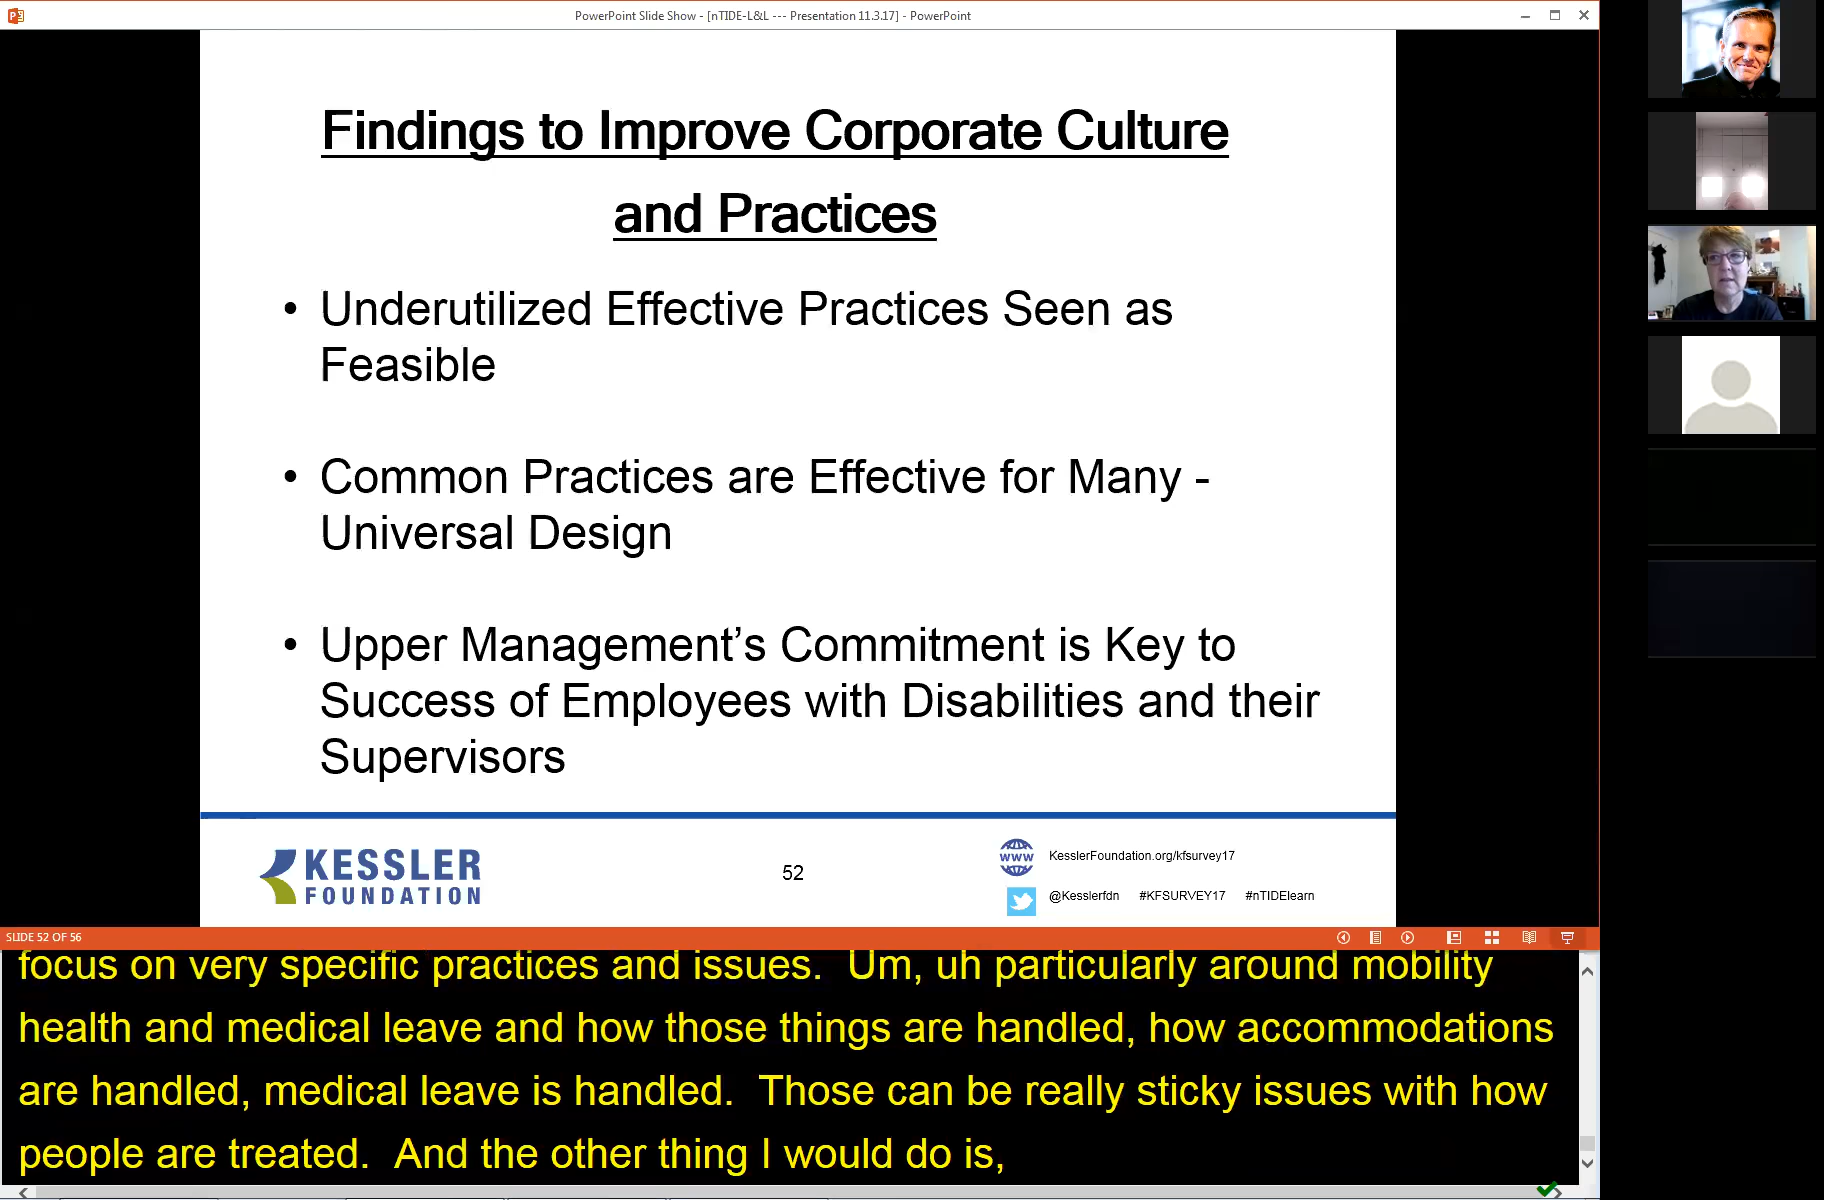 PowerPoint Slide Show - [nTIDE-L&L --- Presentation 11.3.17] - PowerPoint
Findings to Improve Corporate Culture
and Practices
• Underutilized Effective Practices Seen as
Feasible
• Common Practices are Effective for Many -
Universal Design
• Upper Management’s Commitment is Key to
Success of Employees with Disabilities and their
Supervisors
KESSLER
FOUNDATION
52
www
KesslerFoundation.org/kfsurvey17
@Kesslerfdn #KFSURVEY17 #nTIDElearn
SLIDE 52 OF 56
focus on very specific practices and issues.  Um, uh particularly around mobility
health and medical leave and how those things are handled, how accommodations
are handled, medical leave is handled.  Those can be really sticky issues with how
people are treated.  And the other thing I would do is,